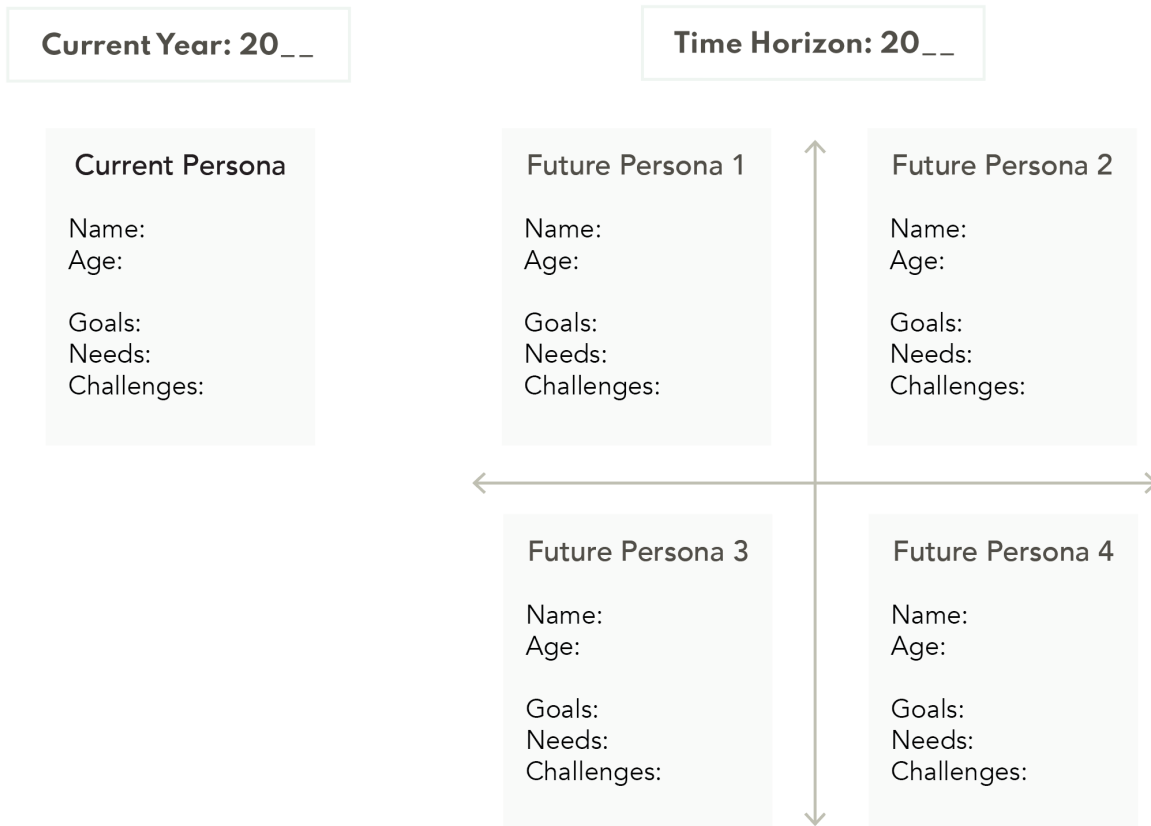 Current Year: 20__
Time Horizon: 20__
Current Persona
Name:
Age:
Goals:
Needs:
Challenges:
Future Persona 1
Name:
Age:
Goals:
Needs:
Challenges:
Future Persona 2
Name:
Age:
Goals:
Needs:
Challenges:
Future Persona 3
Name:
Age:
Goals:
Needs:
Challenges:
Future Persona 4
Name:
Age:
Goals:
Needs:
Challenges: